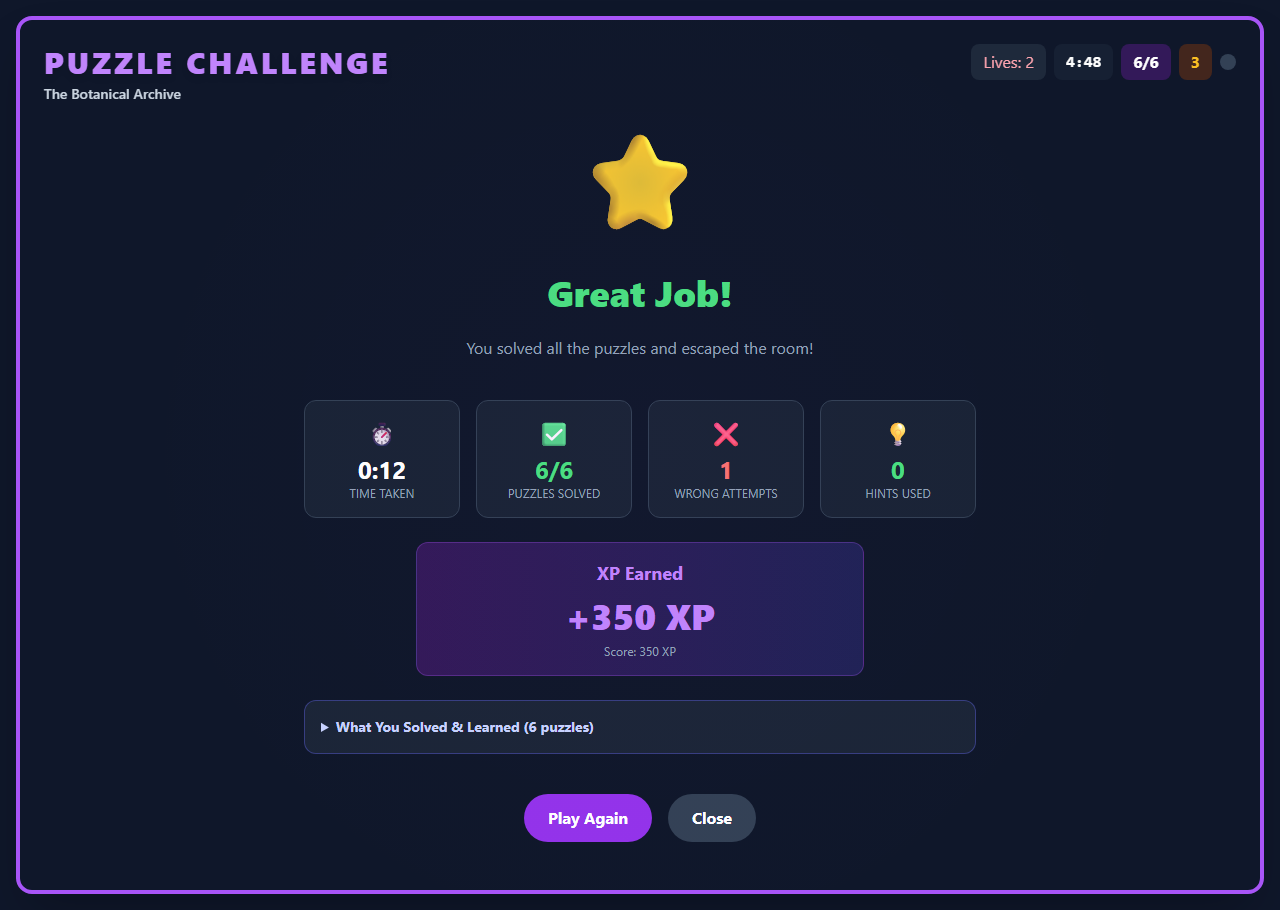 PUZZLE CHALLENGE
The Botanical Archive
Lives: 2
4:48
6/6
3
Great Job!
You solved all the puzzles and escaped the room!
0:12
TIME TAKEN
6/6
PUZZLES SOLVED
1
WRONG ATTEMPTS
0
HINTS USED
XP Earned
+350 XP
Score: 350 XP
What You Solved & Learned (6 puzzles)
Play Again
Close